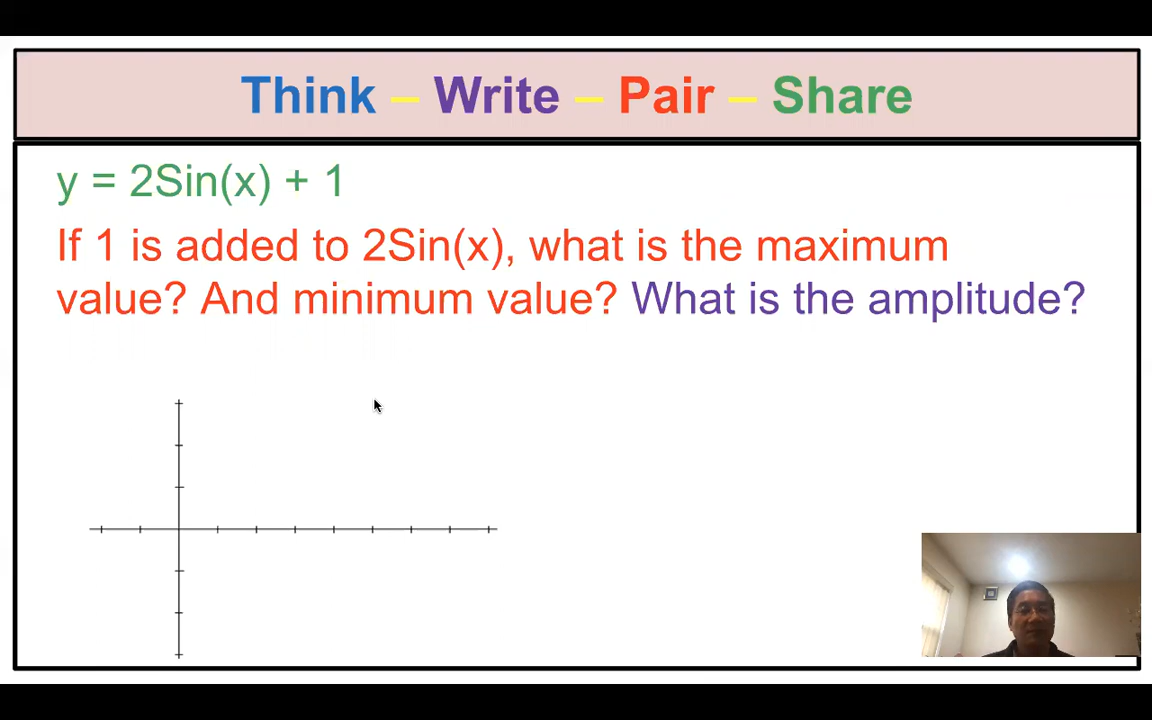 Think – Write – Pair – Share
y = 2Sin(x) + 1
If 1 is added to 2Sin(x), what is the maximum
value? And minimum value? What is the amplitude?